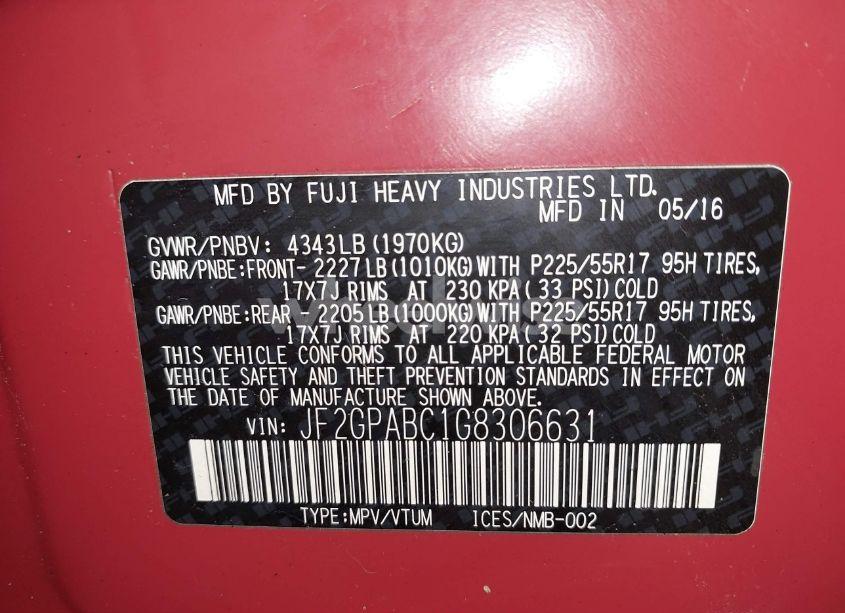 MFD BY FUJI HEAVY INDUSTRIES LTD.
MFD IN 05/16
GVWR/PNBV: 4343LB(1970KG)
GAWR/PNBE:FRONT- 2227LB(1010KG)WITH P225/55R17 95H TIRES,
17X7J RIMS AT 230 KPA(33 PSI)COLD
GAWR/PNBE:REAR - 2205LB(1000KG)WITH P225/55R17 95H TIRES,
17X7J RIMS AT 220 KPA(32 PSI)COLD
THIS VEHICLE CONFORMS TO ALL APPLICABLE FEDERAL MOTOR
VEHICLE SAFETY AND THEFT PREVENTION STANDARDS IN EFFECT ON
THE DATE OF MANUFACTURE SHOWN ABOVE.
VIN: JF2GPABC1G8306631
TYPE:MPV/VTUM ICES/NMB-002